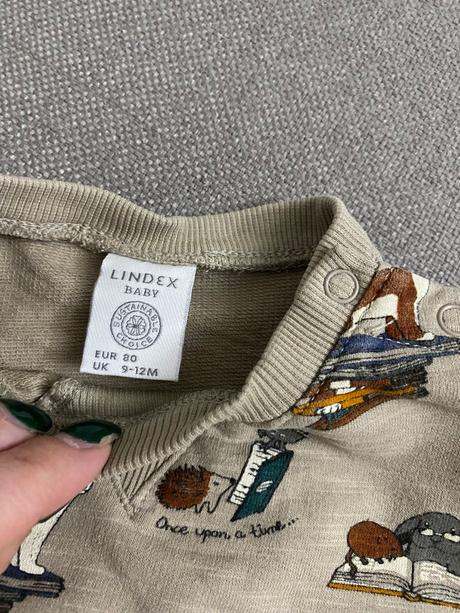 LINDEX
BABY
SUSTAINABLE
CHOICE
EUR 80
UK 9-12M
Once upon a time...